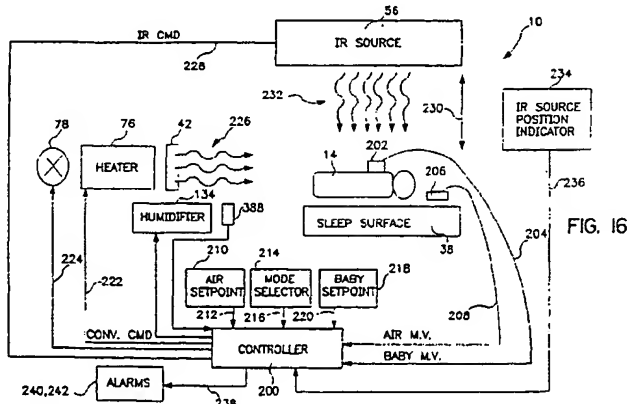 IR CMD
228
56
IR SOURCE
10
232
230
234
IR SOURCE
POSITION
INDICATOR
236
78
76
HEATER
42
226
202
14
206
SLEEP SURFACE
38
204
FIG. 16
134
HUMIDIFIER
388
224
222
210
AIR
SETPOINT
212
214
MODE
SELECTOR
216
218
BABY
SETPOINT
220
208
CONV. CMD
CONTROLLER
200
AIR M.V.
BABY M.V.
240,242
ALARMS
238